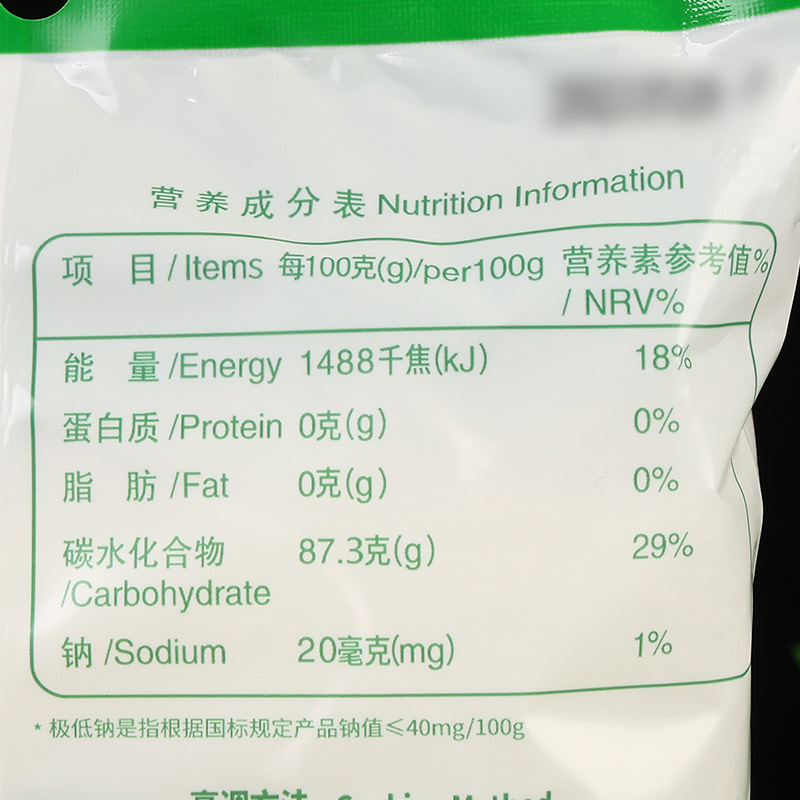 营养成分表 Nutrition Information
项 目/Items 每100克(g)/per100g 营养素参考值%
/ NRV%
能 量/Energy 1488千焦(kJ) 18%
蛋白质/Protein 0克(g) 0%
脂 肪/Fat 0克(g) 0%
碳水化合物 87.3克(g) 29%
/Carbohydrate
钠/Sodium 20毫克(mg) 1%
* 极低钠是指根据国标规定产品钠值≤40mg/100g